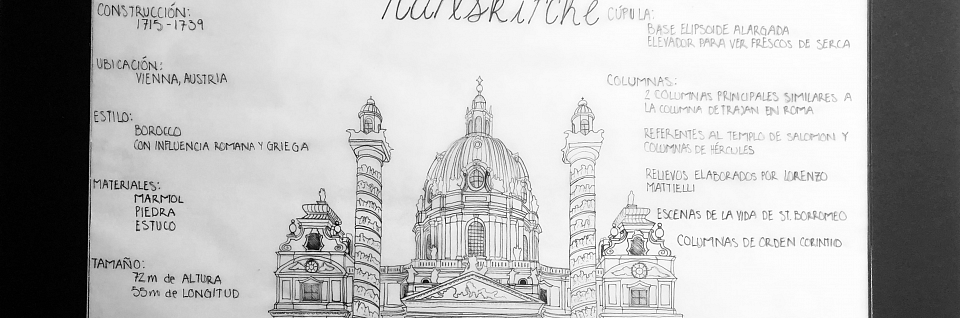 Karlskirche
CONSTRUCCIÓN:
1715-1739
UBICACIÓN:
VIENNA, AUSTRIA
ESTILO:
BOROCCO
CON INFLUENCIA ROMANA Y GRIEGA
MATERIALES:
MARMOL
PIEDRA
ESTUCO
TAMAÑO:
72m de ALTURA
55m de LONGITUD
CÚPULA:
BASE ELIPSOIDE ALARGADA
ELEVADOR PARA VER FRESCOS DE SERCA
COLUMNAS:
2 COLUMNAS PRINCIPALES SIMILARES A
LA COLUMNA DE TRAJAN EN ROMA
REFERENTES AL TEMPLO DE SALOMON Y
COLUMNAS DE HÉRCULES
RELIEVOS ELABORADOS POR LORENZO
MATTIELLI
ESCENAS DE LA VIDA DE ST. BORROMEO
COLUMNAS DE ORDEN CORINTIIO